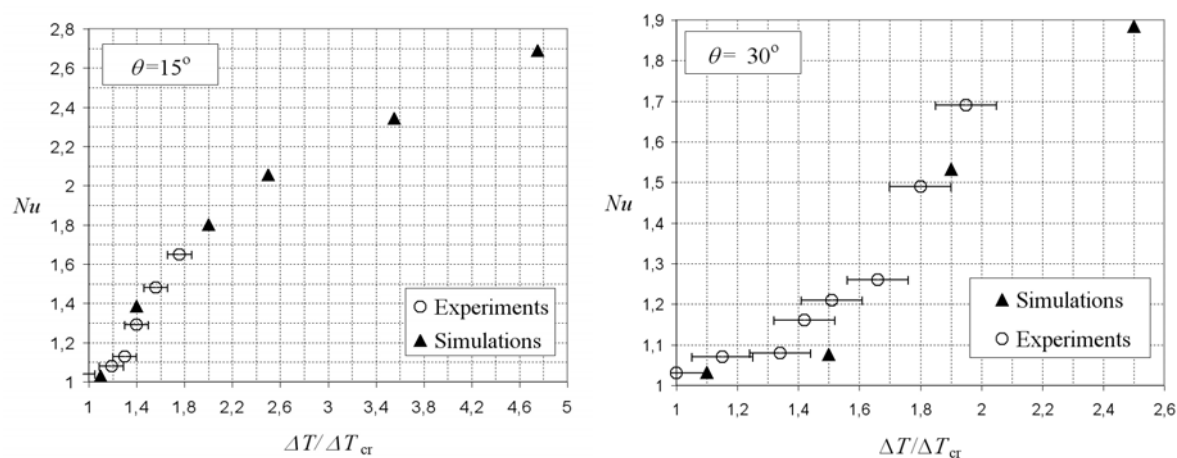 2,8
2,6
2,4
2,2
2
1,8
1,6
1,4
1,2
1
θ=15°
Nu
Experiments
Simulations
1 1,4 1,8 2,2 2,6 3 3,4 3,8 4,2 4,6 5
ΔT/ΔT cr
1,9
1,8
1,7
1,6
1,5
1,4
1,3
1,2
1,1
1
θ= 30°
Nu
Simulations
Experiments
1 1,2 1,4 1,6 1,8 2 2,2 2,4 2,6
ΔT/ΔT cr